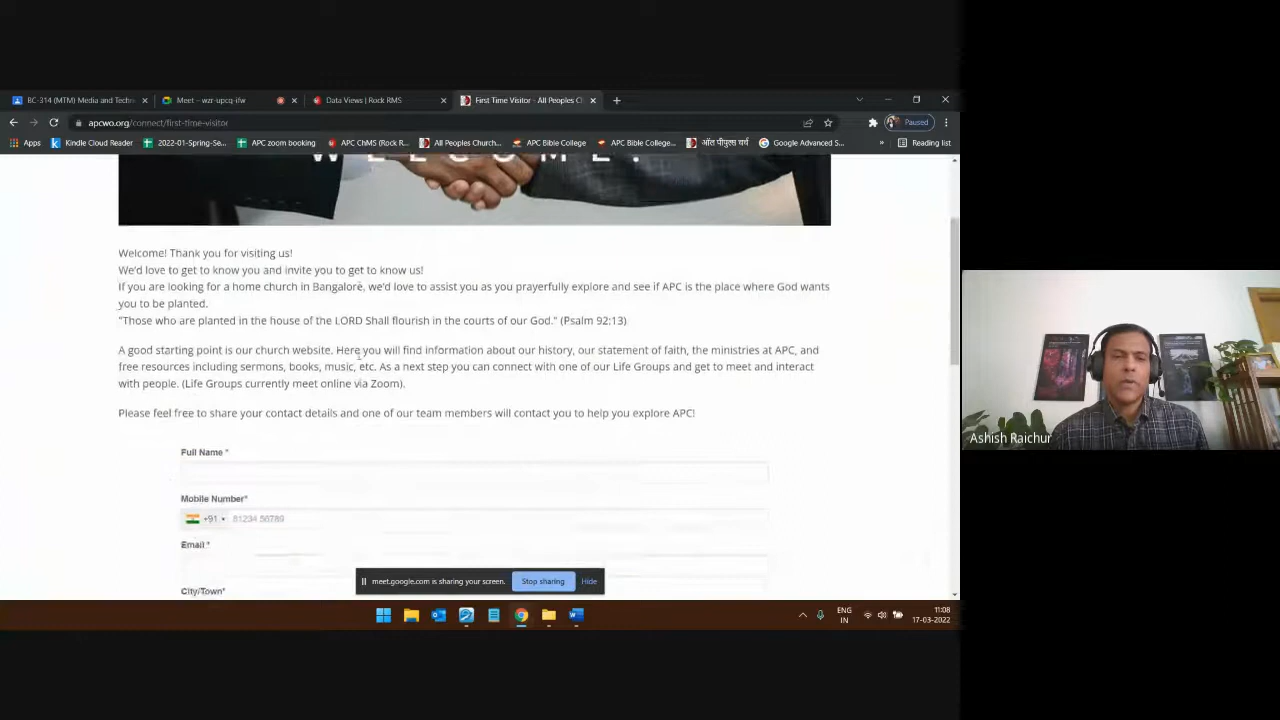 BC-314 (MTM) Media and Techn
Meet – wzr-upcq-ifw
Data Views | Rock RMS
First Time Visitor - All Peoples Ch
apcwo.org/connect/first-time-visitor
Paused
Apps
Kindle Cloud Reader
2022-01-Spring-Se...
APC zoom booking
APC ChMS (Rock R...
All Peoples Church...
APC Bible College
APC Bible College...
ऑल पीपुल्स चर्च
Google Advanced S...
»
Reading list
WELCOME!
Welcome! Thank you for visiting us!
We'd love to get to know you and invite you to get to know us!
If you are looking for a home church in Bangalore, we'd love to assist you as you prayerfully explore and see if APC is the place where God wants
you to be planted.
"Those who are planted in the house of the LORD Shall flourish in the courts of our God." (Psalm 92:13)
A good starting point is our church website. Here you will find information about our history, our statement of faith, the ministries at APC, and
free resources including sermons, books, music, etc. As a next step you can connect with one of our Life Groups and get to meet and interact
with people. (Life Groups currently meet online via Zoom).
Please feel free to share your contact details and one of our team members will contact you to help you explore APC!
Full Name *
Mobile Number*
+91 81234 56789
Email *
City/Town*
meet.google.com is sharing your screen.
Stop sharing
Hide
ENG
IN
11:08
17-03-2022
Ashish Raichur